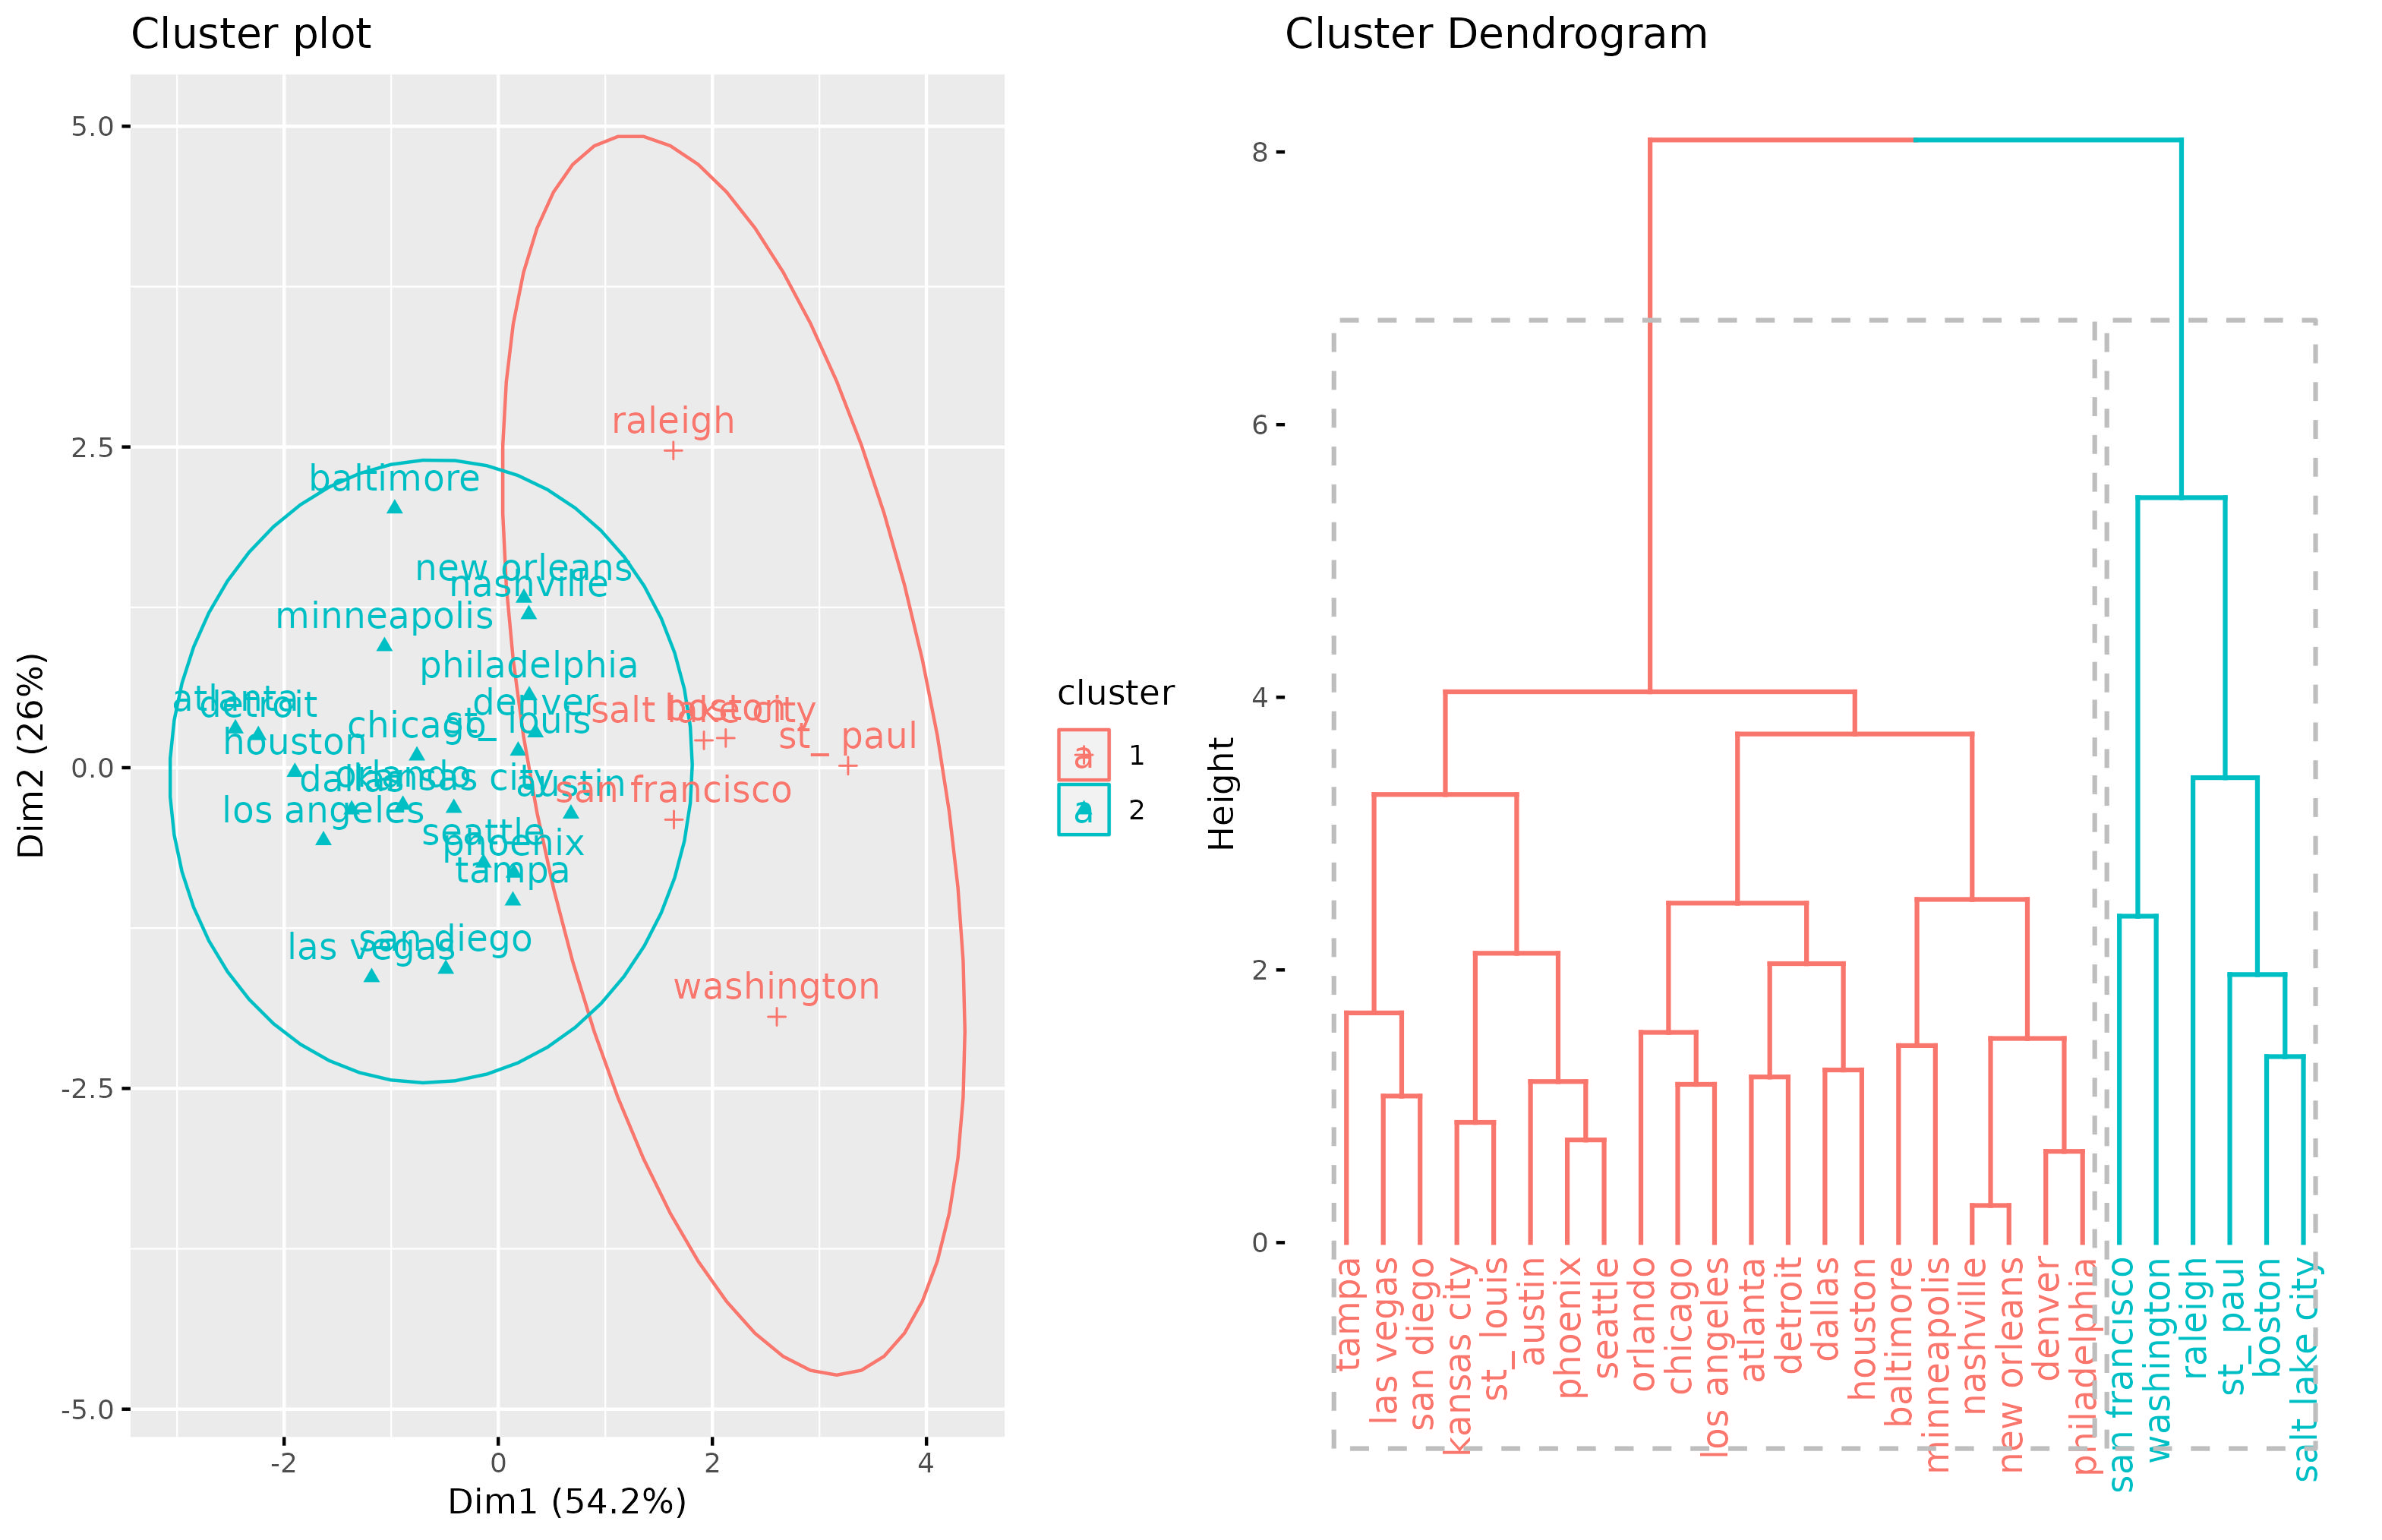 Cluster plot
5.0
2.5
0.0
-2.5
-5.0
Dim2 (26%)
raleigh
baltimore
new orleans
nashville
minneapolis
philadelphia
atlanta
detroit
denver
salt lake city
boston
chicago
st_ louis
st_ paul
houston
orlando
dallas
kansas city
austin
san francisco
los angeles
seattle
phoenix
tampa
san diego
las vegas
washington
-2
0
2
4
Dim1 (54.2%)
cluster
a 1
a 2
Cluster Dendrogram
8
6
4
2
0
Height
tampa
las vegas
san diego
kansas city
st_ louis
austin
phoenix
seattle
orlando
chicago
los angeles
atlanta
detroit
dallas
houston
baltimore
minneapolis
nashville
new orleans
denver
philadelphia
san francisco
washington
raleigh
st_ paul
boston
salt lake city